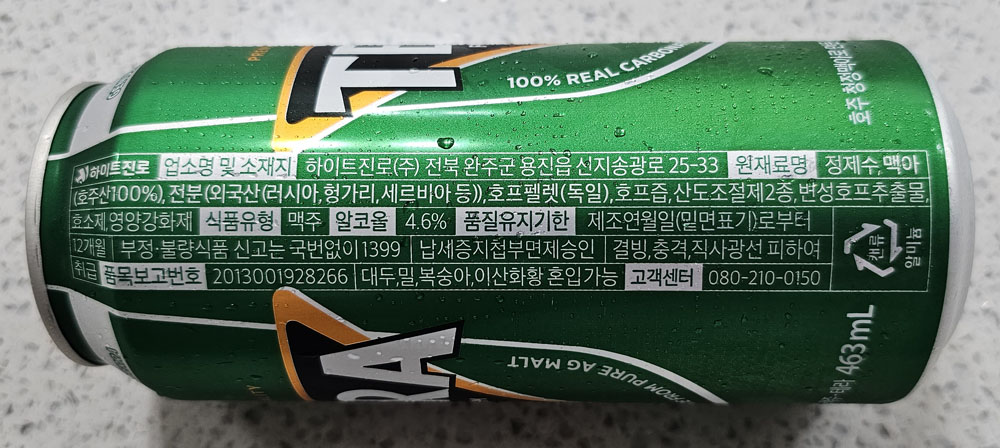 하이트진로 업소명 및 소재지 하이트진로(주) 전북 완주군 용진읍 선지송광로 25-33 원재료명 정제수, 맥아
(호주산100%), 전분(외국산(러시아,헝가리,세르비아 등)), 호프펠렛(독일), 호프즙, 산도조절제2종, 변성호프추출물,
효소제, 영양강화제 식품유형 맥주 알코올 4.6% 품질유지기한 제조연월일(밑면표기)로부터
12개월 부정·불량식품 신고는 국번없이1399 납세증지첩부면제승인 결빙,충격,직사광선 피하여
취급 품목보고번호 2013001928266 대두,밀,복숭아,이산화황 혼입가능 고객센터 080-210-0150
캔류
알미늄
100% REAL CARBON
호주 청정맥아로
FROM PURE AG MALT
463mL